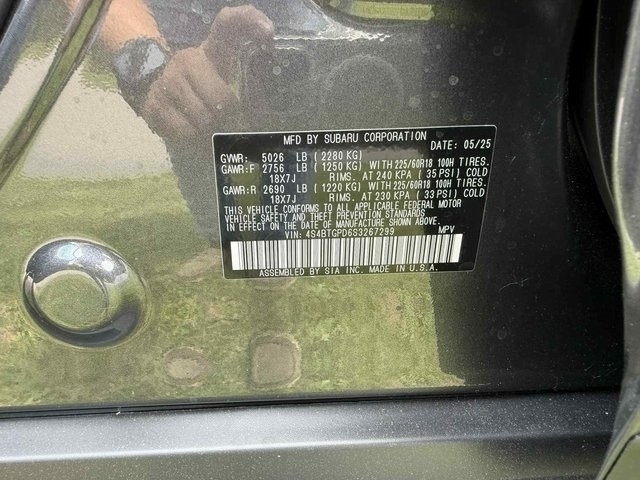 MFD BY SUBARU CORPORATION DATE: 05/25
GVWR: 5026 LB ( 2280 KG)
GAWR:F 2756 LB ( 1250 KG) WITH 225/60R18 100H TIRES.
18X7J RIMS. AT 240 KPA ( 35 PSI) COLD
GAWR:R 2690 LB ( 1220 KG) WITH 225/60R18 100H TIRES.
18X7J RIMS. AT 230 KPA ( 33 PSI) COLD
THIS VEHICLE CONFORMS TO ALL APPLICABLE FEDERAL MOTOR
VEHICLE SAFETY AND THEFT PREVENTION STANDARDS
IN EFFECT ON THE DATE OF MANUFACTURE SHOWN ABOVE.
VIN: 4S4BTGPD6S3267299 MPV
ASSEMBLED BY SIA INC. MADE IN U.S.A.